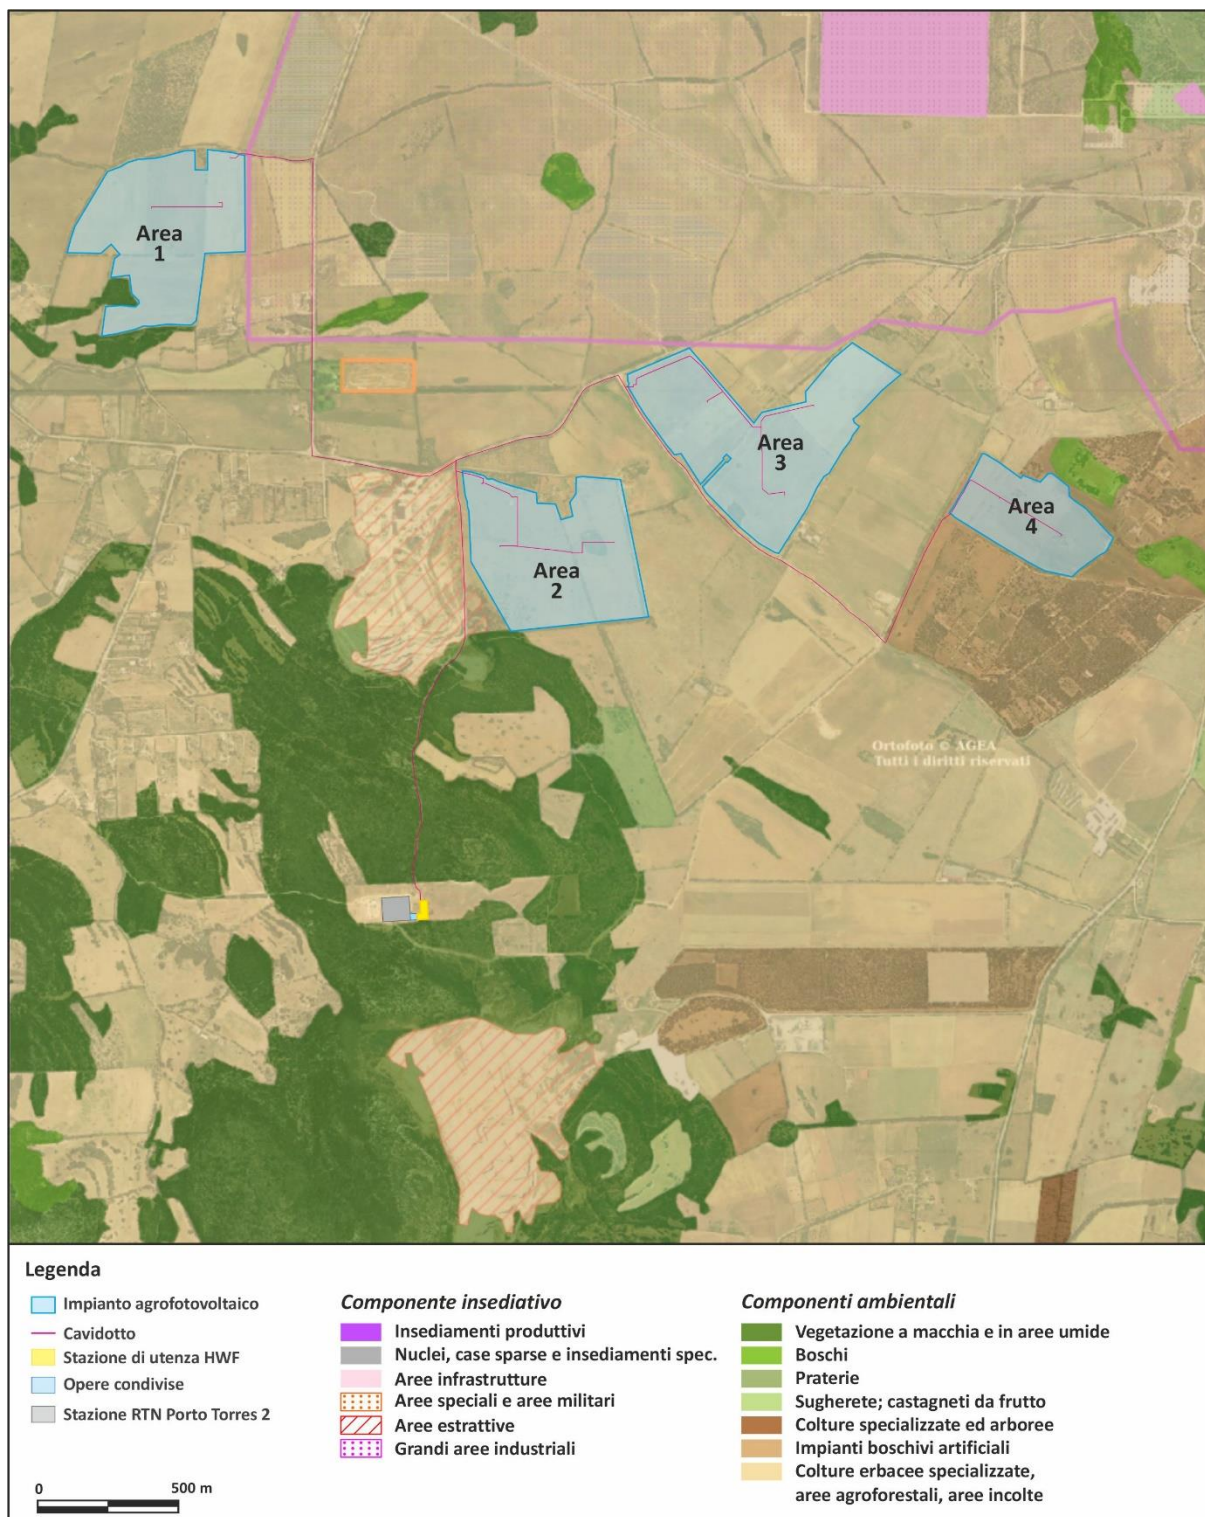 Area
1
Area
2
Area
3
Area
4
Ortofoto © AGEA
Tutti i diritti riservati
Legenda
Impianto agrofotovoltaico
Cavidotto
Stazione di utenza HWF
Opere condivise
Stazione RTN Porto Torres 2
0 500 m
Componente insediativo
Insediamenti produttivi
Nuclei, case sparse e insediamenti spec.
Aree infrastrutture
Aree speciali e aree militari
Aree estrattive
Grandi aree industriali
Componenti ambientali
Vegetazione a macchia e in aree umide
Boschi
Praterie
Sugherete; castagneti da frutto
Colture specializzate ed arboree
Impianti boschivi artificiali
Colture erbacee specializzate,
aree agroforestali, aree incolte